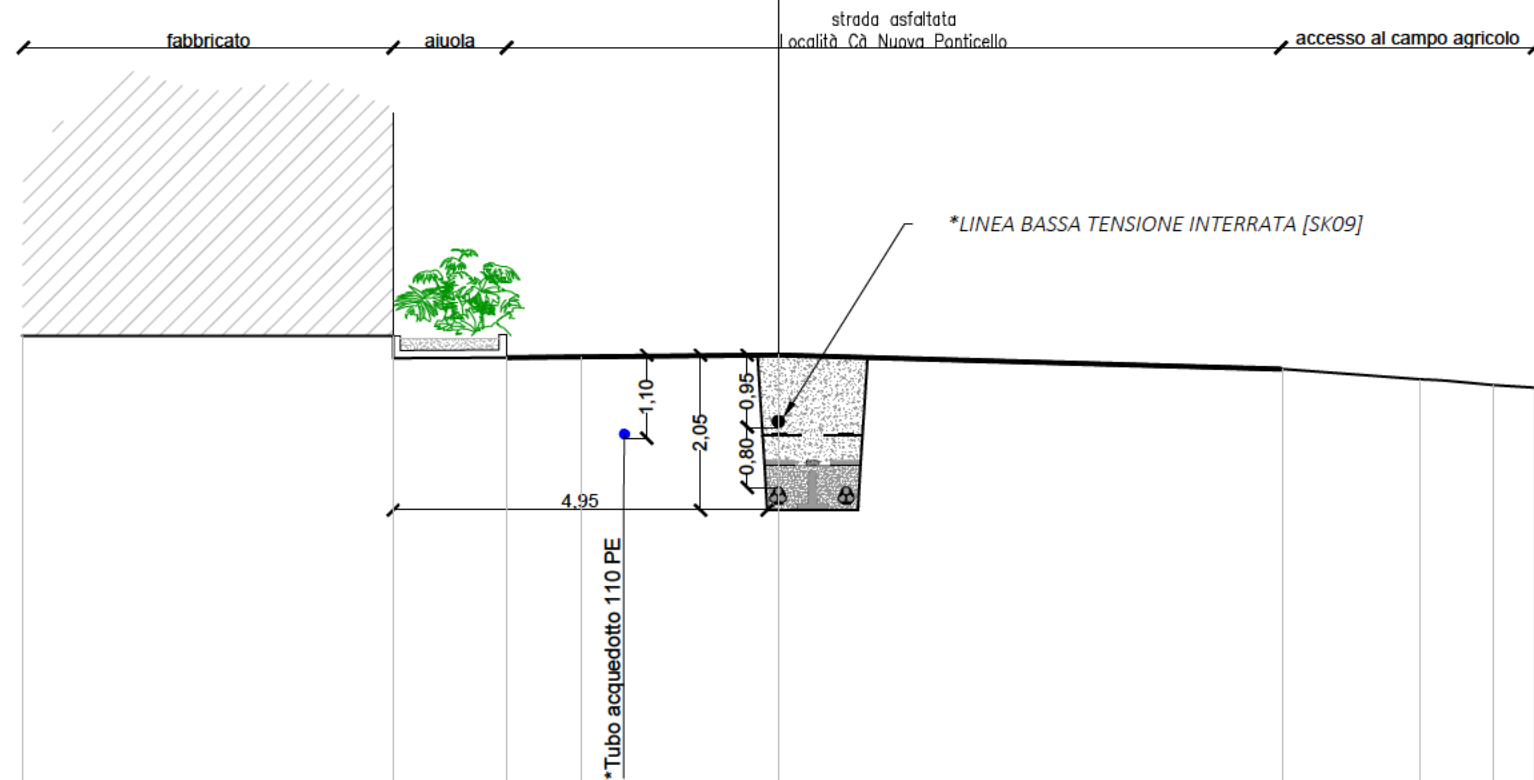 strada asfaltata
fabbricato
aiuola
Località Cà Nuova Ponticello
accesso al campo agricolo
*LINEA BASSA TENSIONE INTERRATA [SK09]
1,10
2,05
0,95
0,80
4,95
*Tubo acquedotto 110 PE